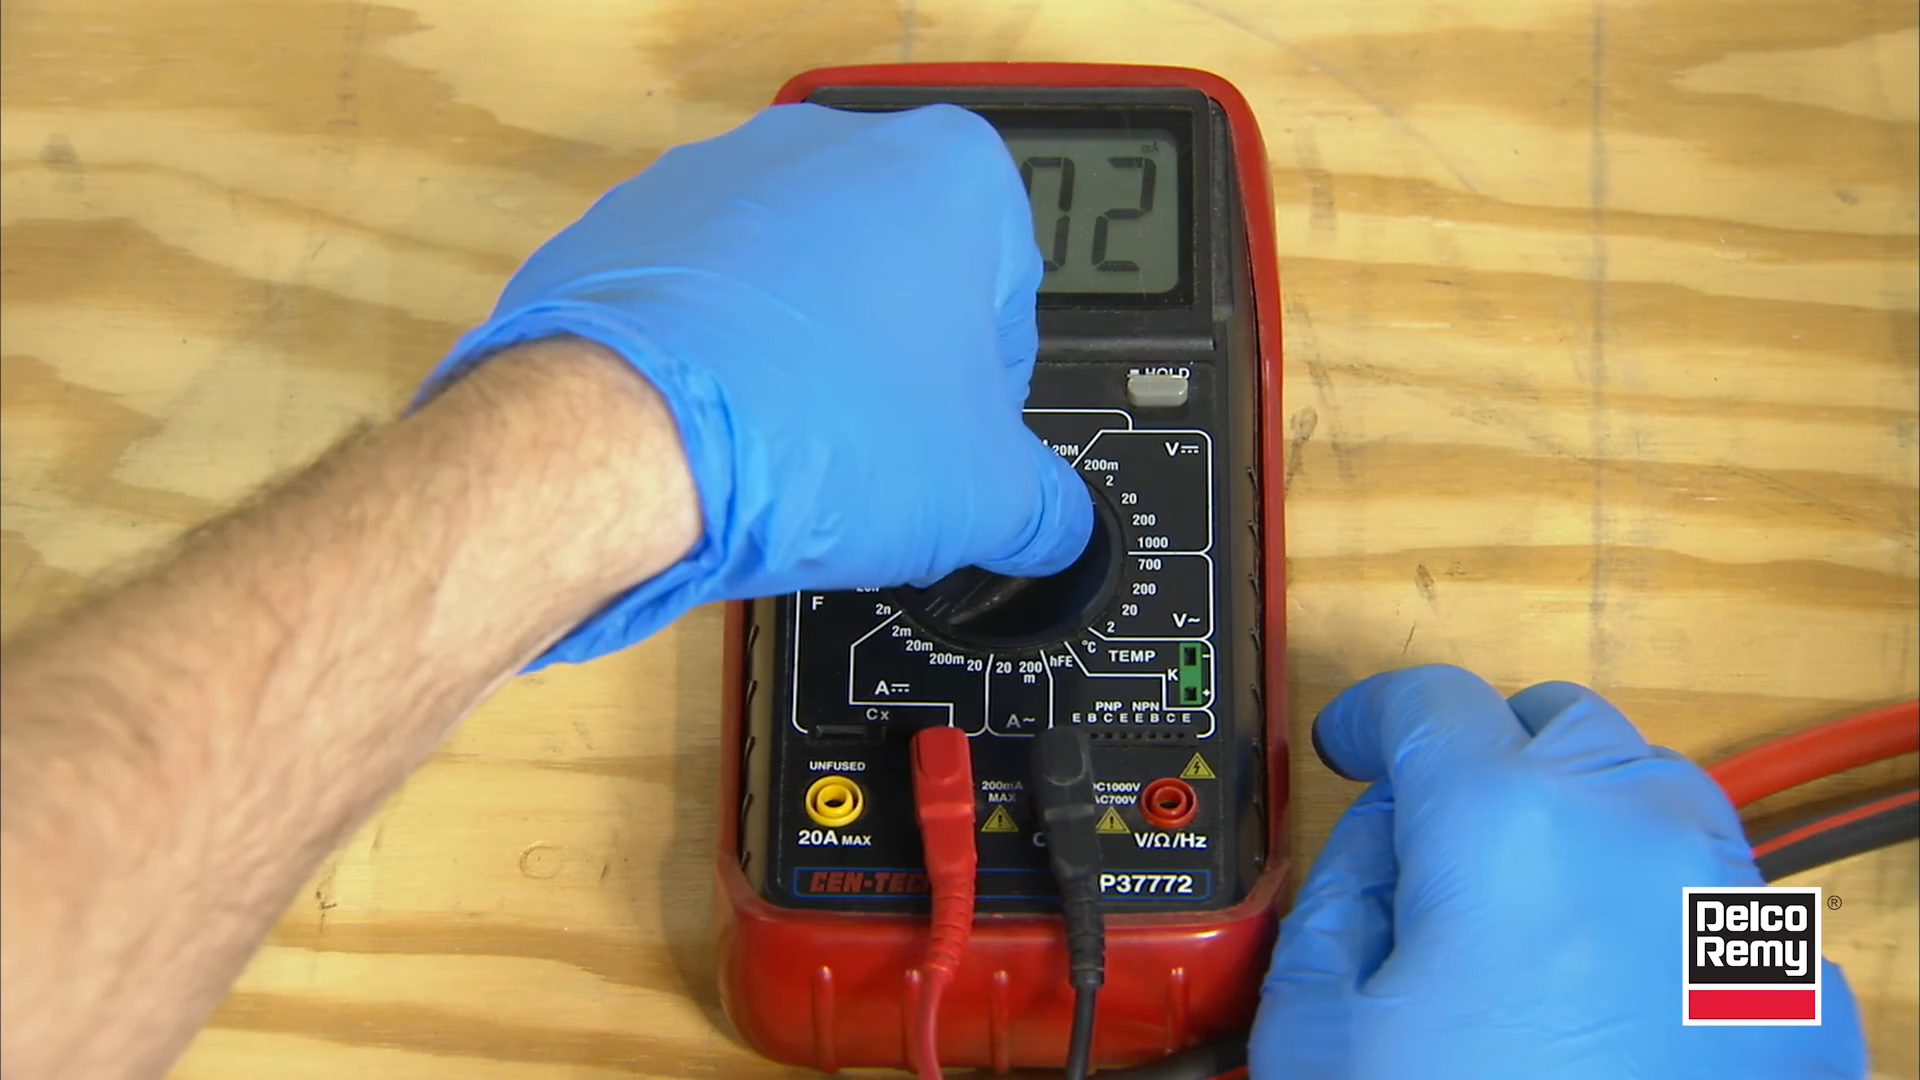 02
HOLD
20M
V
200m
2
20
200
1000
700
200
20
2
V~
°C
TEMP
K
F
2n
2m
20m
200m
20
20
200
m
hFE
A
A~
Cx
PNP NPN
E B C E E B C E
UNFUSED
200mA
MAX
AC700V
20A MAX
V/Ω/Hz
CEN-TEC
P37772
Delco
Remy
®